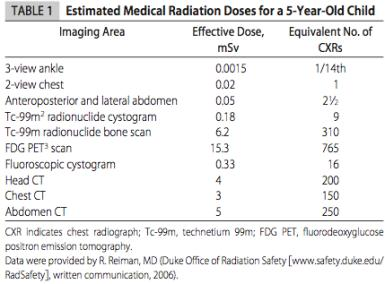 TABLE 1 Estimated Medical Radiation Doses for a 5-Year-Old Child
Imaging Area Effective Dose, mSv Equivalent No. of CXRs
3-view ankle 0.0015 1/14th
2-view chest 0.02 1
Anteroposterior and lateral abdomen 0.05 2½
Tc-99m² radionuclide cystogram 0.18 9
Tc-99m radionuclide bone scan 6.2 310
FDG PET³ scan 15.3 765
Fluoroscopic cystogram 0.33 16
Head CT 4 200
Chest CT 3 150
Abdomen CT 5 250
CXR indicates chest radiograph; Tc-99m, technetium 99m; FDG PET, fluorodeoxyglucose
positron emission tomography.
Data were provided by R. Reiman, MD (Duke Office of Radiation Safety [www.safety.duke.edu/
RadSafety], written communication, 2006).